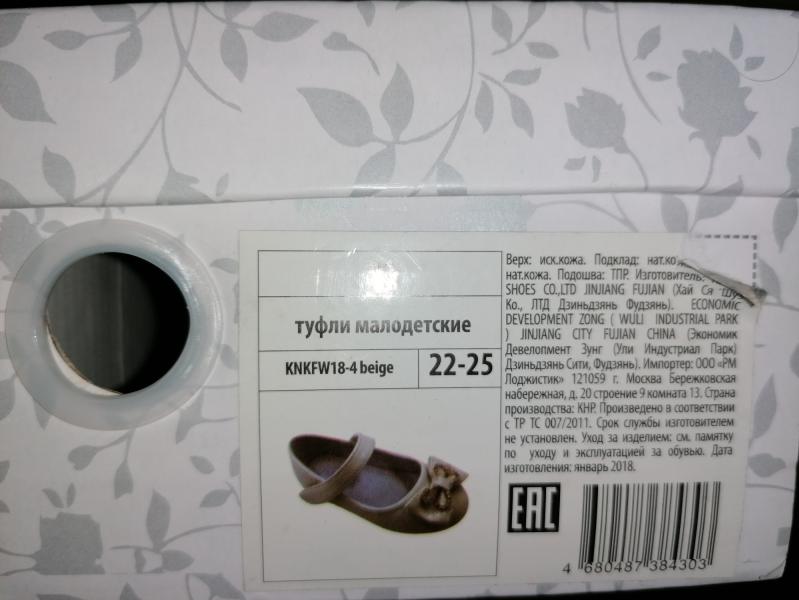 туфли малодетские
KNKFW18-4 beige
22-25
Верх: иск.кожа. Подклад: нат.ко
нат.кожа. Подошва: ТПР. Изготовитель:
SHOES CO.,LTD JINJIANG FUJIAN (Хай Ся Шуз
Ко., ЛТД Дзиньдзянь Фудзянь). ECONOMIC
DEVELOPMENT ZONG ( WULI INDUSTRIAL PARK
) JINJIANG CITY FUJIAN CHINA (Экономик
Девелопмент Зунг (Ули Индустриал Парк)
Дзиньдзянь Сити, Фудзянь). Импортер: ООО «РМ
Лоджистик" 121059 г. Москва Бережковская
набережная, д. 20 строение 9 комната 13. Страна
производства: КНР. Произведено в соответствии
с ТР ТС 007/2011. Срок службы изготовителем
не установлен. Уход за изделием: см. памятку
по уходу и эксплуатацией за обувью. Дата
изготовления: январь 2018.
EAC
4 680487 384303